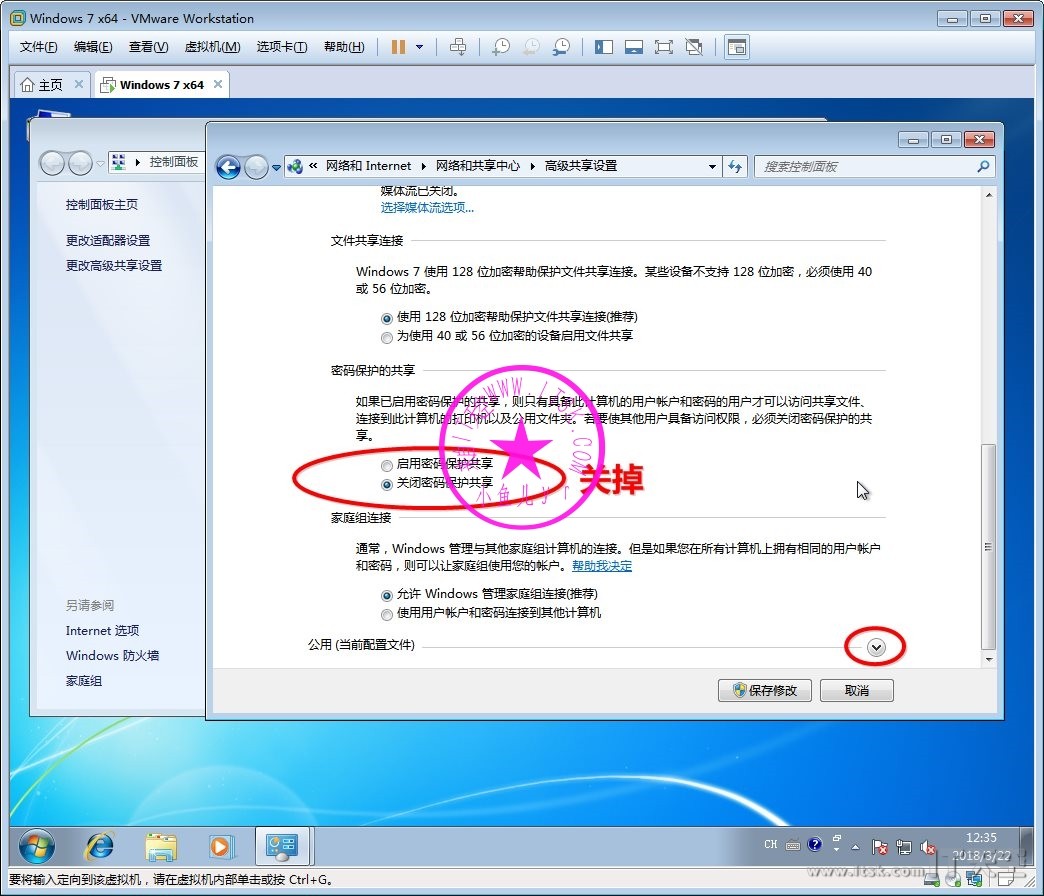 Windows 7 x64 - VMware Workstation
文件(F) 编辑(E) 查看(V) 虚拟机(M) 选项卡(T) 帮助(H)
主页 Windows 7 x64
控制面板
网络和 Internet 网络和共享中心 高级共享设置 搜索控制面板
控制面板主页
更改适配器设置
更改高级共享设置
另请参阅
Internet 选项
Windows 防火墙
家庭组
媒体流已关闭。
选择媒体流选项...
文件共享连接
Windows 7 使用 128 位加密帮助保护文件共享连接。某些设备不支持 128 位加密，必须使用 40
或 56 位加密。
使用 128 位加密帮助保护文件共享连接(推荐)
为使用 40 或 56 位加密的设备启用文件共享
密码保护的共享
如果已启用密码保护的共享，则只有具备此计算机的用户帐户和密码的用户才可以访问共享文件、
连接到此计算机的打印机以及公用文件夹。若要使其他用户具备访问权限，必须关闭密码保护的共
享。
启用密码保护共享
关闭密码保护共享
关掉
家庭组连接
通常，Windows 管理与其他家庭组计算机的连接。但是如果您在所有计算机上拥有相同的用户帐户
和密码，则可以让家庭组使用您的帐户。帮助我决定
允许 Windows 管理家庭组连接(推荐)
使用用户帐户和密码连接到其他计算机
公用 (当前配置文件)
保存修改 取消
CH
12:35
2018/3/22
www.itsk.com
要将输入定向到该虚拟机，请在虚拟机内部单击或按 Ctrl+G。